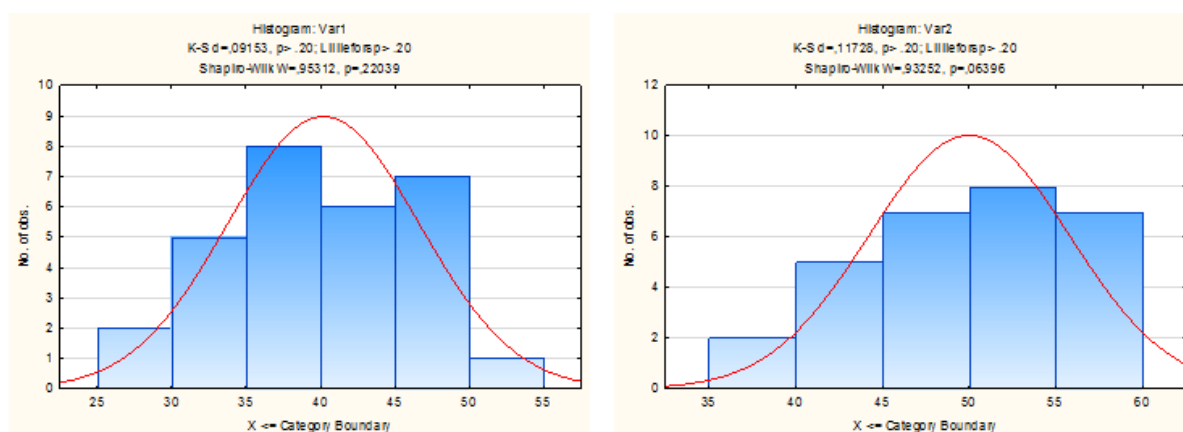 Histogram: Var1
K-S d=,09153, p> .20; Lilliefors p> .20
Shapiro-Wilk W=,95312, p=,22039
10
9
8
7
6
5
4
3
2
1
0
No. of obs.
25 30 35 40 45 50 55
X <= Category Boundary
Histogram: Var2
K-S d=,11728, p> .20; Lilliefors p> .20
Shapiro-Wilk W=,93252, p=,06396
12
10
8
6
4
2
0
No. of obs.
35 40 45 50 55 60
X <= Category Boundary